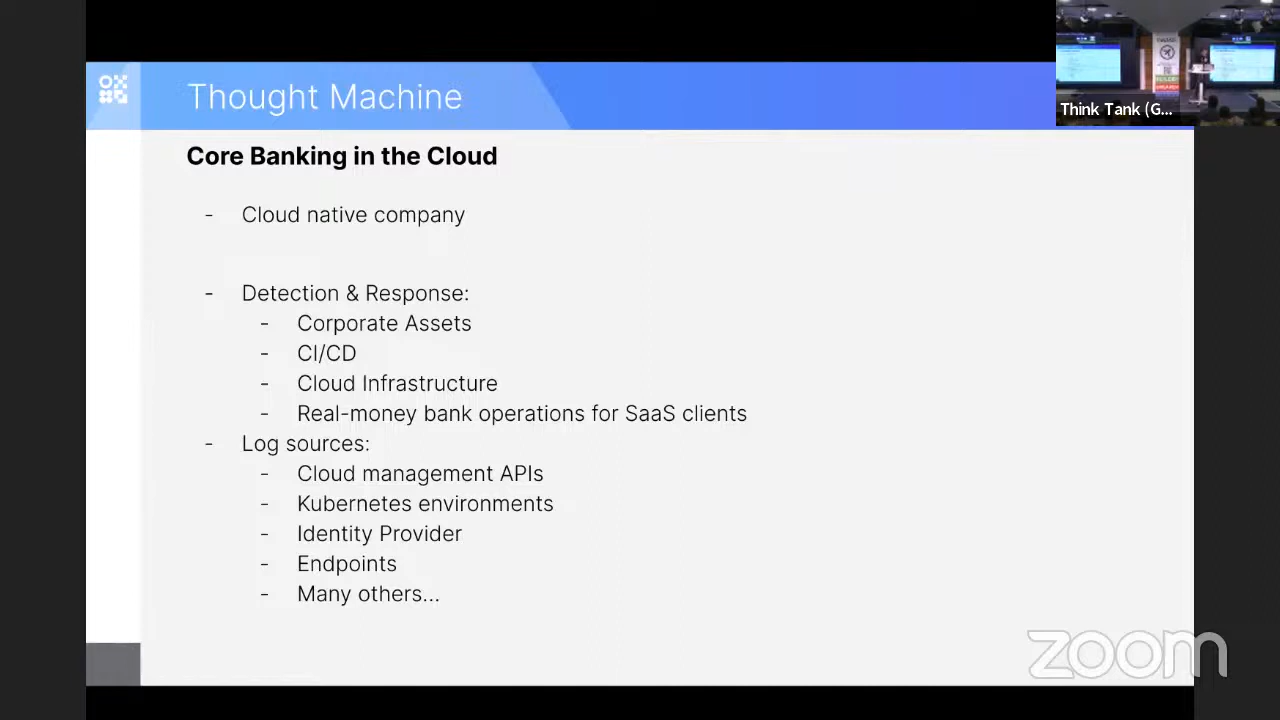 Thought Machine
Core Banking in the Cloud
- Cloud native company
- Detection & Response:
- Corporate Assets
- CI/CD
- Cloud Infrastructure
- Real-money bank operations for SaaS clients
- Log sources:
- Cloud management APIs
- Kubernetes environments
- Identity Provider
- Endpoints
- Many others...
Think Tank (G...
zoom